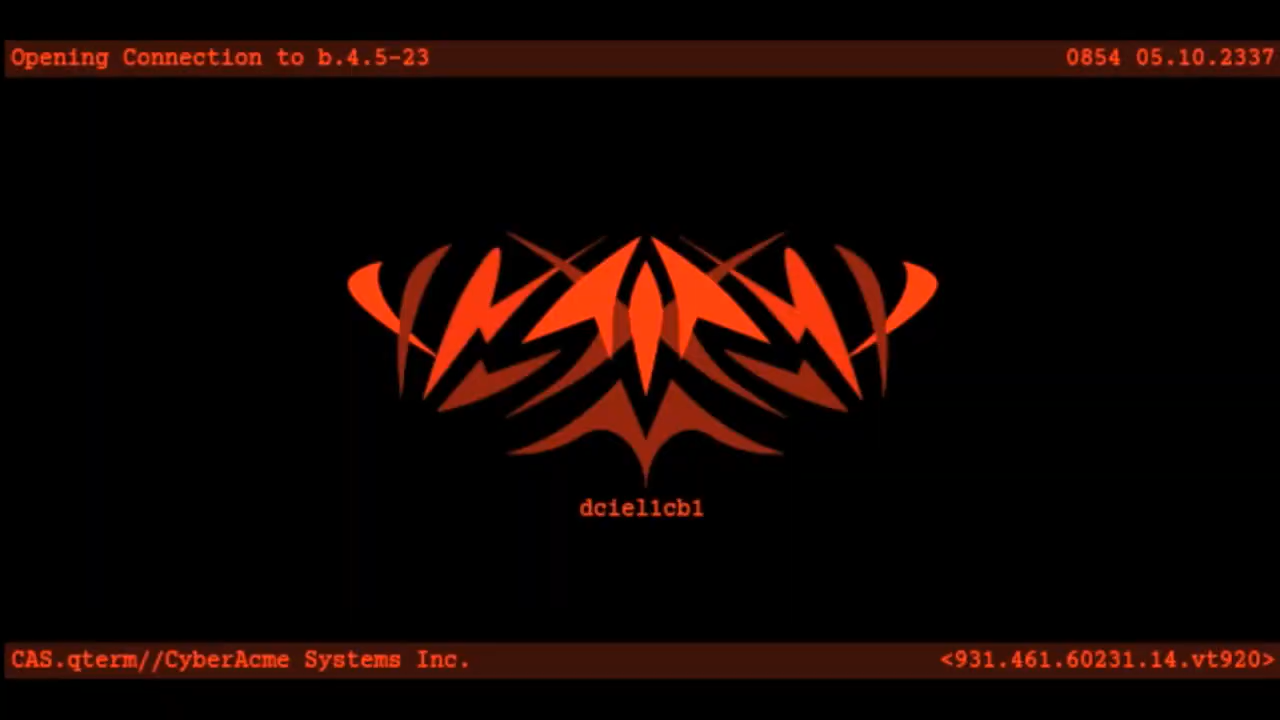 Opening Connection to b.4.5-23
0854 05.10.2337
dciel1cb1
CAS.qterm//CyberAcme Systems Inc.
<931.461.60231.14.vt920>